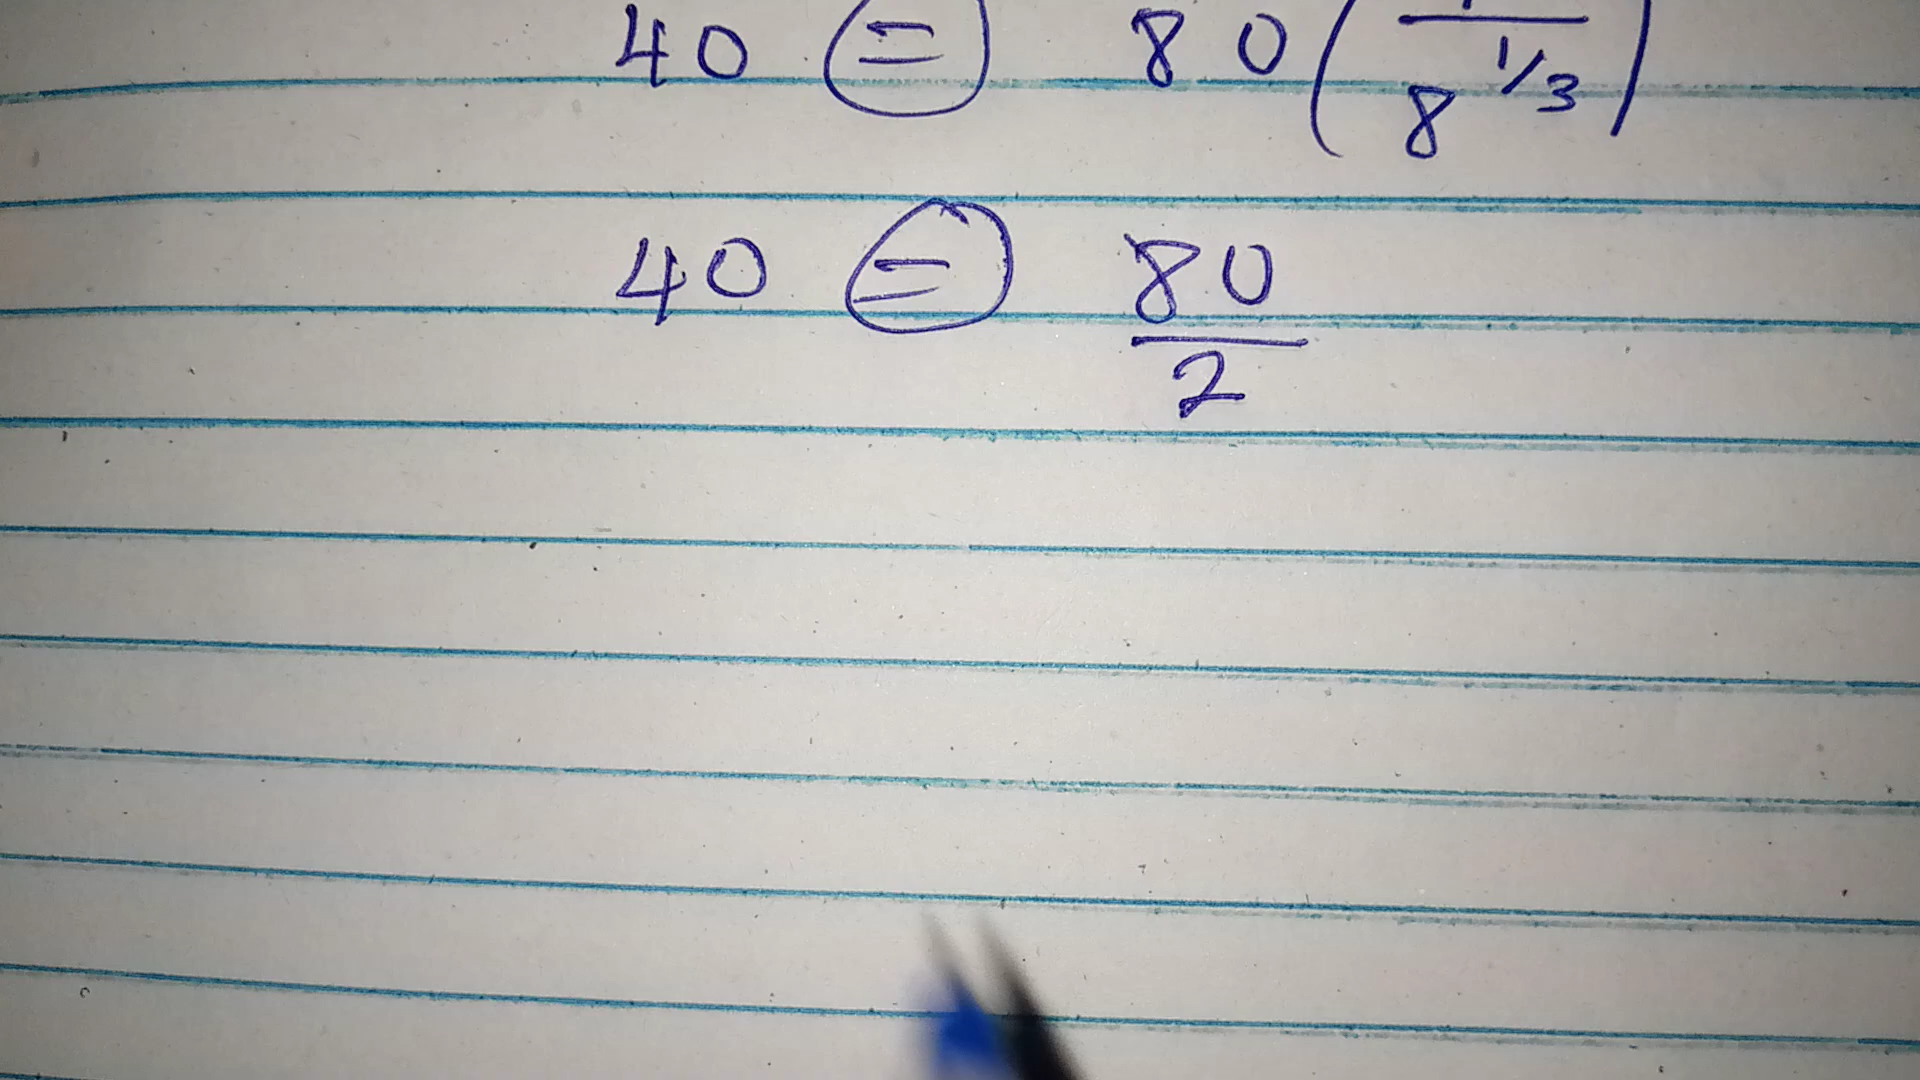 40 = 80(1/8^1/3)
40 = 80/2